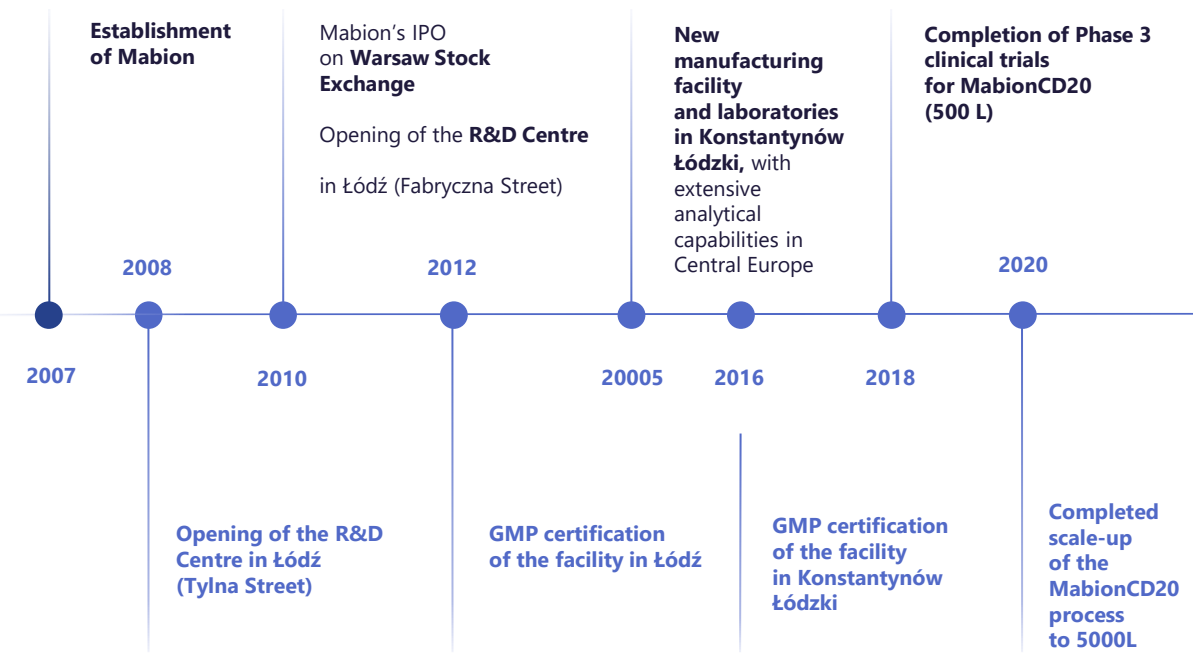 Establishment
of Mabion
Mabion’s IPO
on Warsaw Stock
Exchange
Opening of the R&D Centre
in Łódź (Fabryczna Street)
New
manufacturing
facility
and laboratories
in Konstantynów
Łódzki, with
extensive
analytical
capabilities in
Central Europe
Completion of Phase 3
clinical trials
for MabionCD20
(500 L)
2008
2012
2020
2007
2010
20005
2016
2018
Opening of the R&D
Centre in Łódź
(Tylna Street)
GMP certification
of the facility in Łódź
GMP certification
of the facility
in Konstantynów
Łódzki
Completed
scale-up
of the
MabionCD20
process
to 5000L